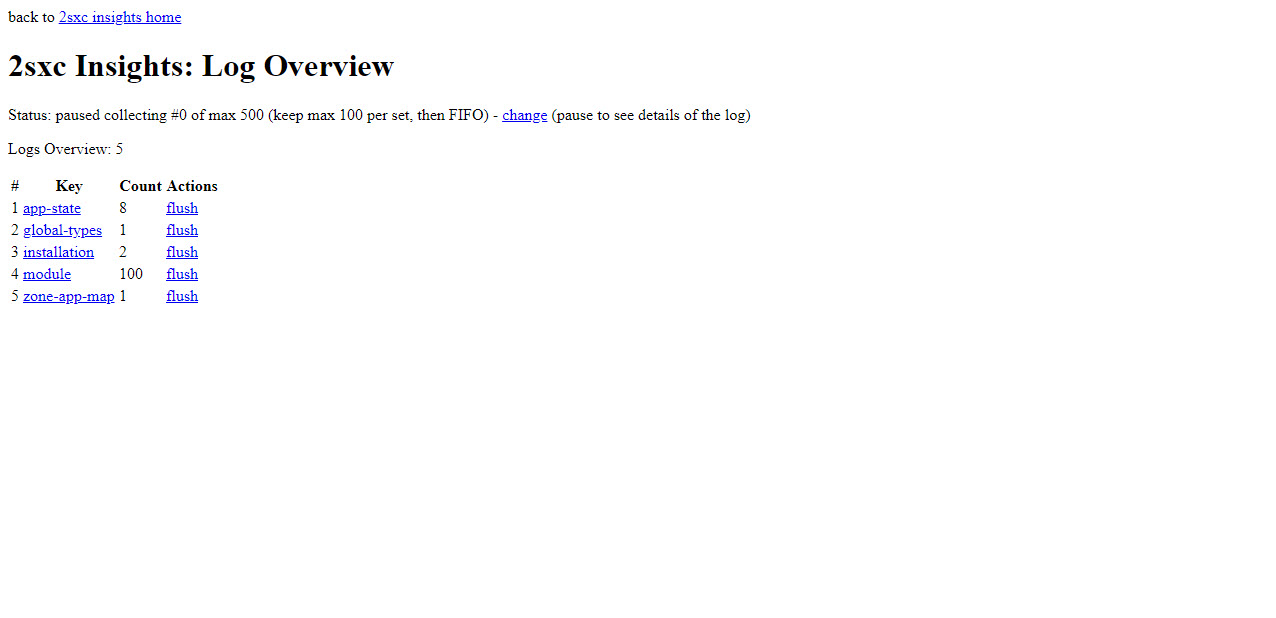 back to 2sxc insights home
2sxc Insights: Log Overview
Status: paused collecting #0 of max 500 (keep max 100 per set, then FIFO) - change (pause to see details of the log)
Logs Overview: 5
# Key Count Actions
1 app-state 8 flush
2 global-types 1 flush
3 installation 2 flush
4 module 100 flush
5 zone-app-map 1 flush